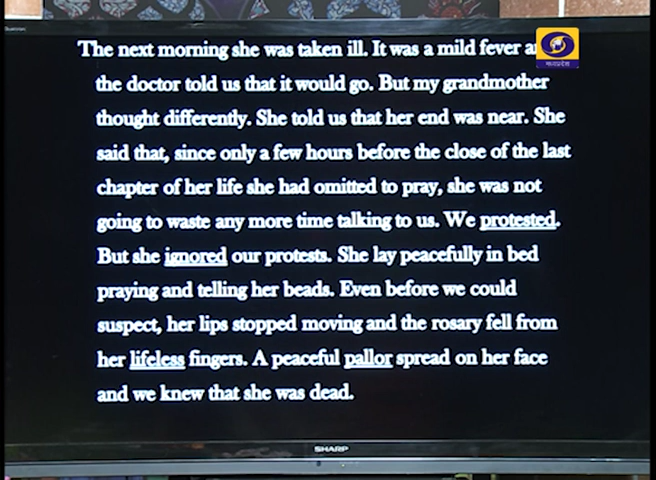 The next morning she was taken ill. It was a mild fever
the doctor told us that it would go. But my grandmother
thought differently. She told us that her end was near. She
said that, since only a few hours before the close of the last
chapter of her life she had omitted to pray, she was not
going to waste any more time talking to us. We protested.
But she ignored our protests. She lay peacefully in bed
praying and telling her beads. Even before we could
suspect, her lips stopped moving and the rosary fell from
her lifeless fingers. A peaceful pallor spread on her face
and we knew that she was dead.
मध्यप्रदेश
SHARP